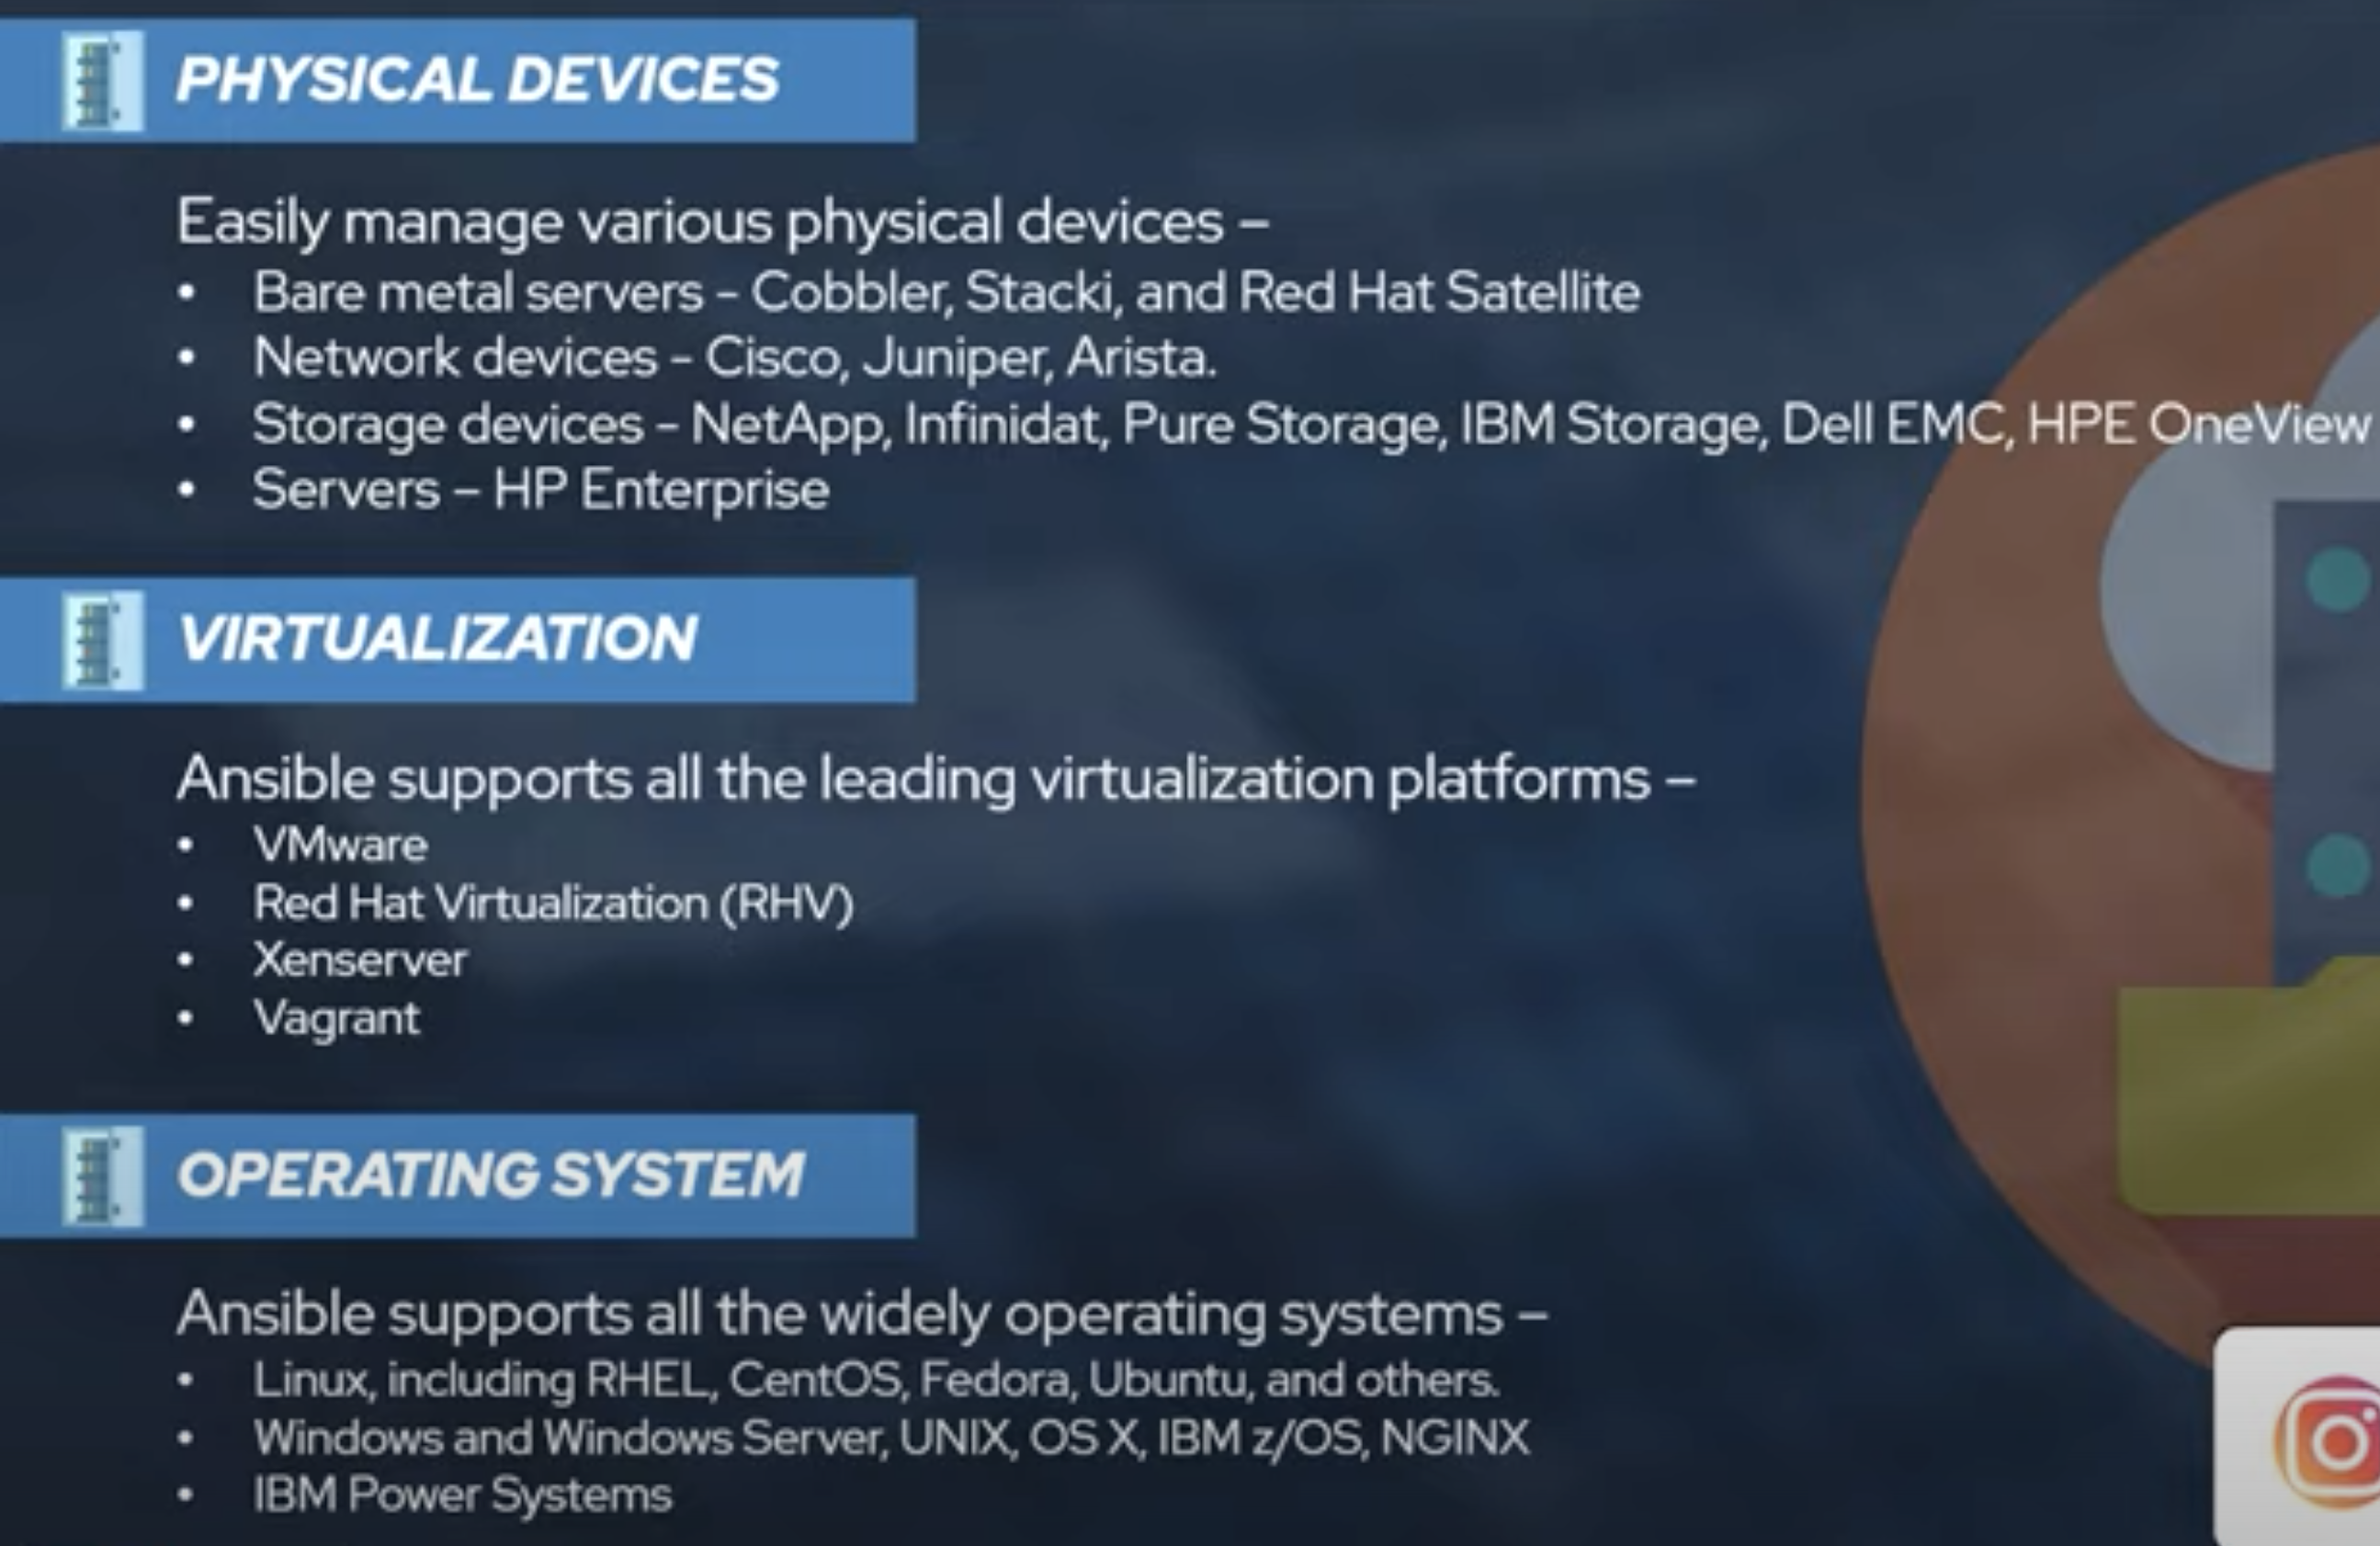 PHYSICAL DEVICES
Easily manage various physical devices –
• Bare metal servers - Cobbler, Stacki, and Red Hat Satellite
• Network devices - Cisco, Juniper, Arista.
• Storage devices - NetApp, Infinidat, Pure Storage, IBM Storage, Dell EMC, HPE OneView
• Servers – HP Enterprise
VIRTUALIZATION
Ansible supports all the leading virtualization platforms –
• VMware
• Red Hat Virtualization (RHV)
• Xenserver
• Vagrant
OPERATING SYSTEM
Ansible supports all the widely operating systems –
• Linux, including RHEL, CentOS, Fedora, Ubuntu, and others.
• Windows and Windows Server, UNIX, OS X, IBM z/OS, NGINX
• IBM Power Systems